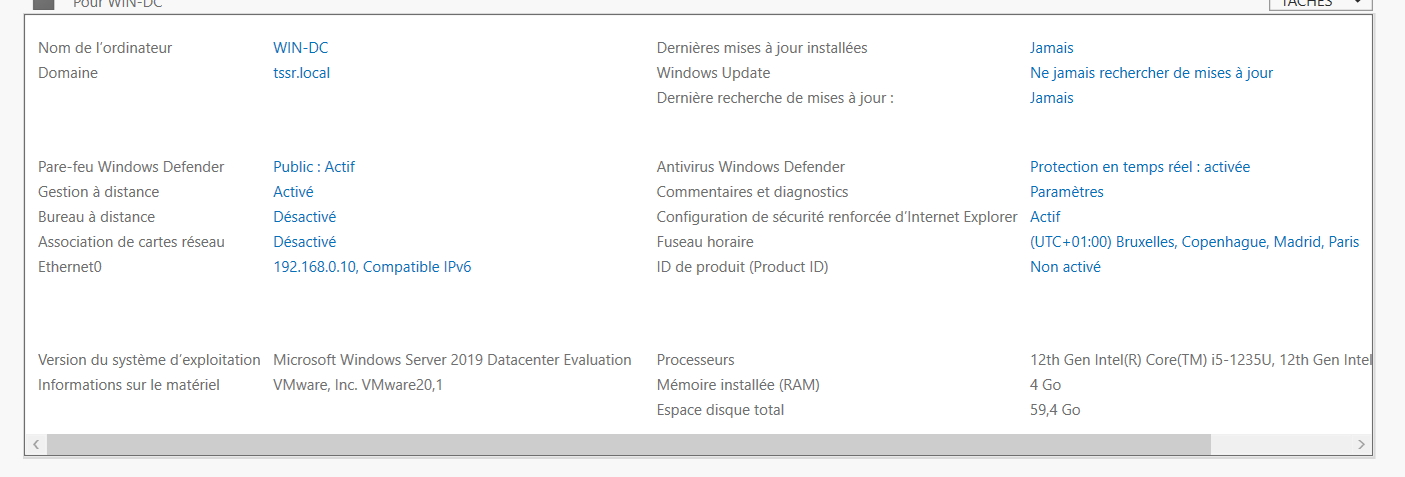 Pour WIN-DC
TÂCHES
Nom de l'ordinateur WIN-DC
Domaine tssr.local
Dernières mises à jour installées Jamais
Windows Update Ne jamais rechercher de mises à jour
Dernière recherche de mises à jour : Jamais
Pare-feu Windows Defender Public : Actif
Gestion à distance Activé
Bureau à distance Désactivé
Association de cartes réseau Désactivé
Ethernet0 192.168.0.10, Compatible IPv6
Antivirus Windows Defender Protection en temps réel : activée
Commentaires et diagnostics Paramètres
Configuration de sécurité renforcée d'Internet Explorer Actif
Fuseau horaire (UTC+01:00) Bruxelles, Copenhague, Madrid, Paris
ID de produit (Product ID) Non activé
Version du système d'exploitation Microsoft Windows Server 2019 Datacenter Evaluation
Informations sur le matériel VMware, Inc. VMware20,1
Processeurs 12th Gen Intel(R) Core(TM) i5-1235U, 12th Gen Intel
Mémoire installée (RAM) 4 Go
Espace disque total 59,4 Go